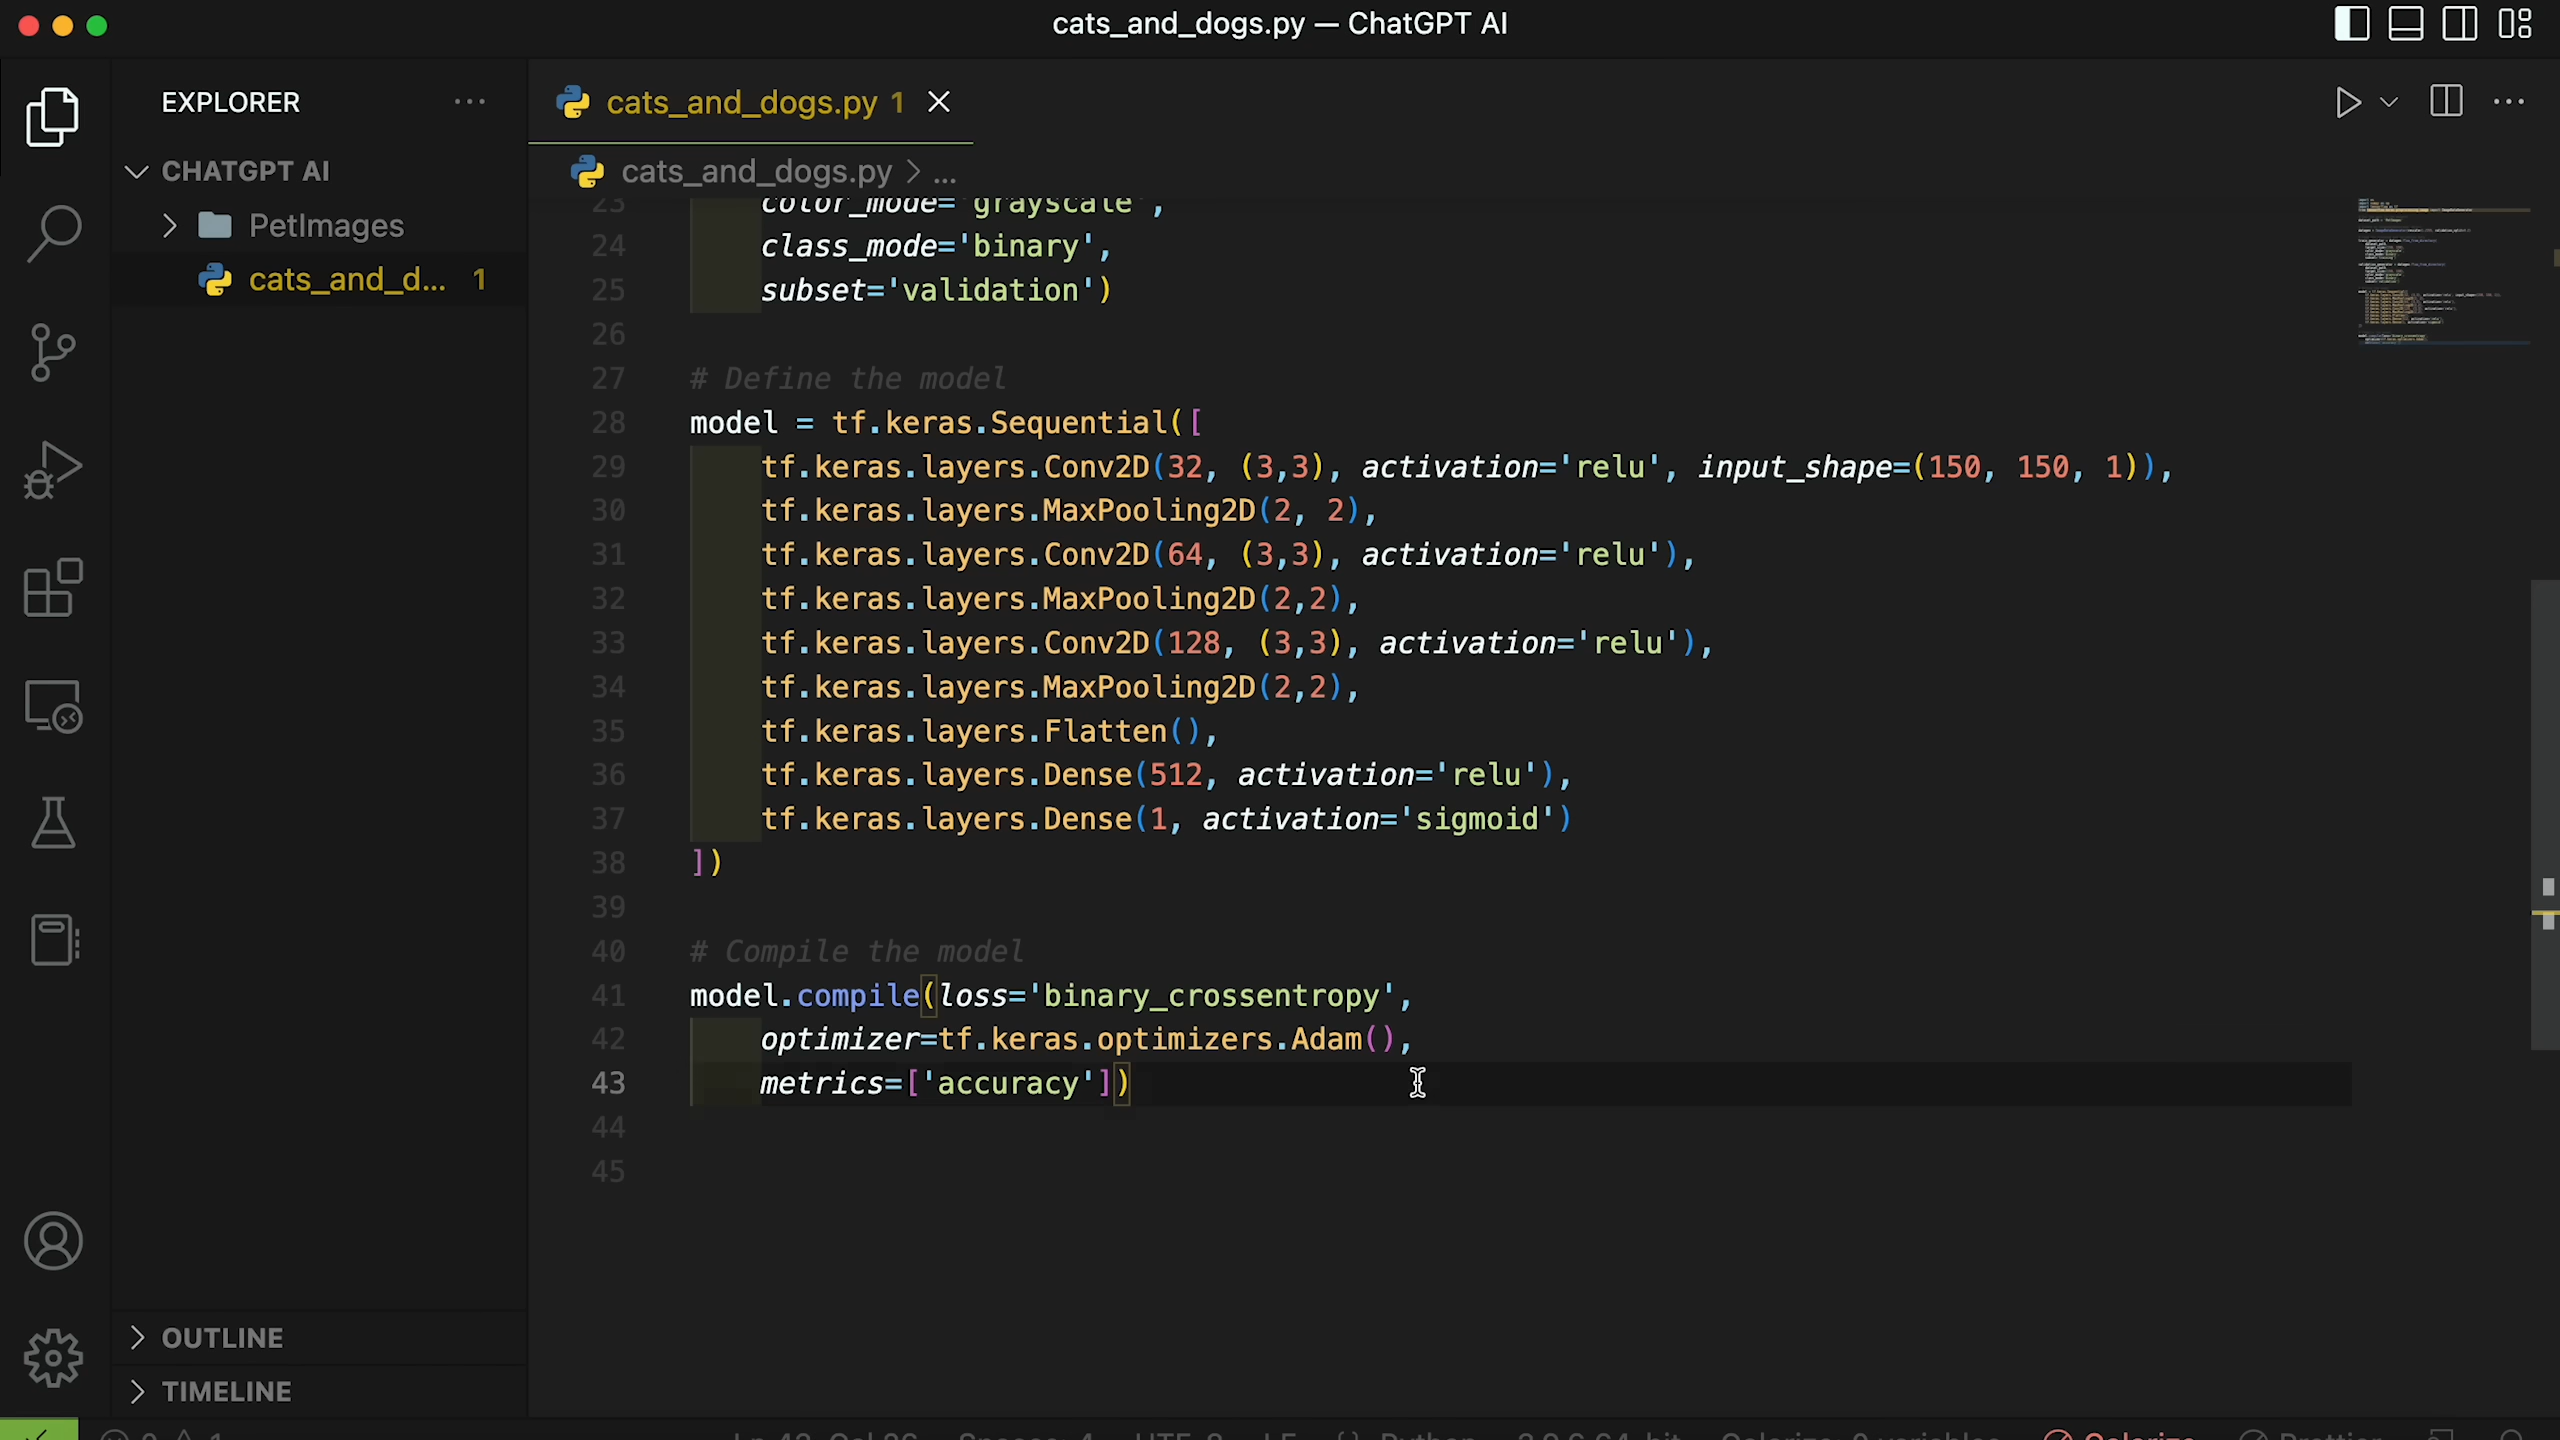 cats_and_dogs.py — ChatGPT AI
EXPLORER
CHATGPT AI
PetImages
cats_and_d... 1
OUTLINE
TIMELINE
cats_and_dogs.py 1
cats_and_dogs.py > ...
23 color_mode='grayscale',
24 class_mode='binary',
25 subset='validation')
26
27 # Define the model
28 model = tf.keras.Sequential([
29 tf.keras.layers.Conv2D(32, (3,3), activation='relu', input_shape=(150, 150, 1)),
30 tf.keras.layers.MaxPooling2D(2, 2),
31 tf.keras.layers.Conv2D(64, (3,3), activation='relu'),
32 tf.keras.layers.MaxPooling2D(2,2),
33 tf.keras.layers.Conv2D(128, (3,3), activation='relu'),
34 tf.keras.layers.MaxPooling2D(2,2),
35 tf.keras.layers.Flatten(),
36 tf.keras.layers.Dense(512, activation='relu'),
37 tf.keras.layers.Dense(1, activation='sigmoid')
38 ])
39
40 # Compile the model
41 model.compile(loss='binary_crossentropy',
42 optimizer=tf.keras.optimizers.Adam(),
43 metrics=['accuracy'])
44
45